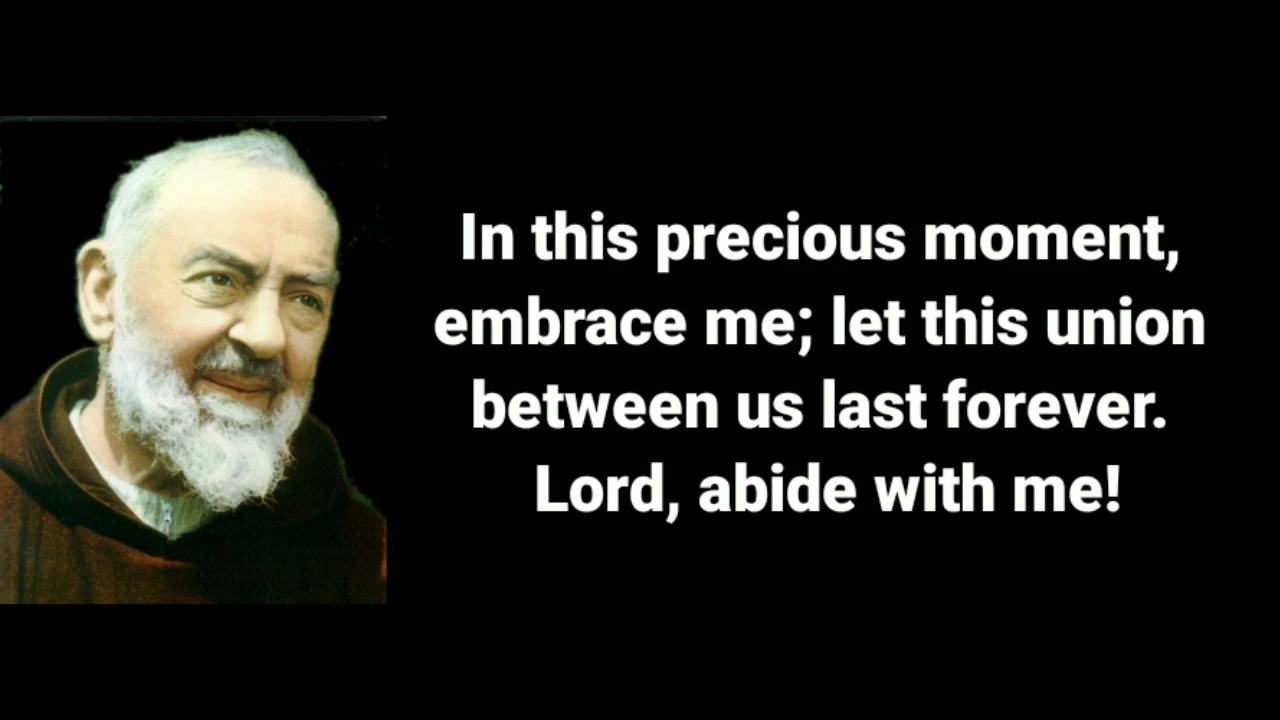 In this precious moment,
embrace me; let this union
between us last forever.
Lord, abide with me!